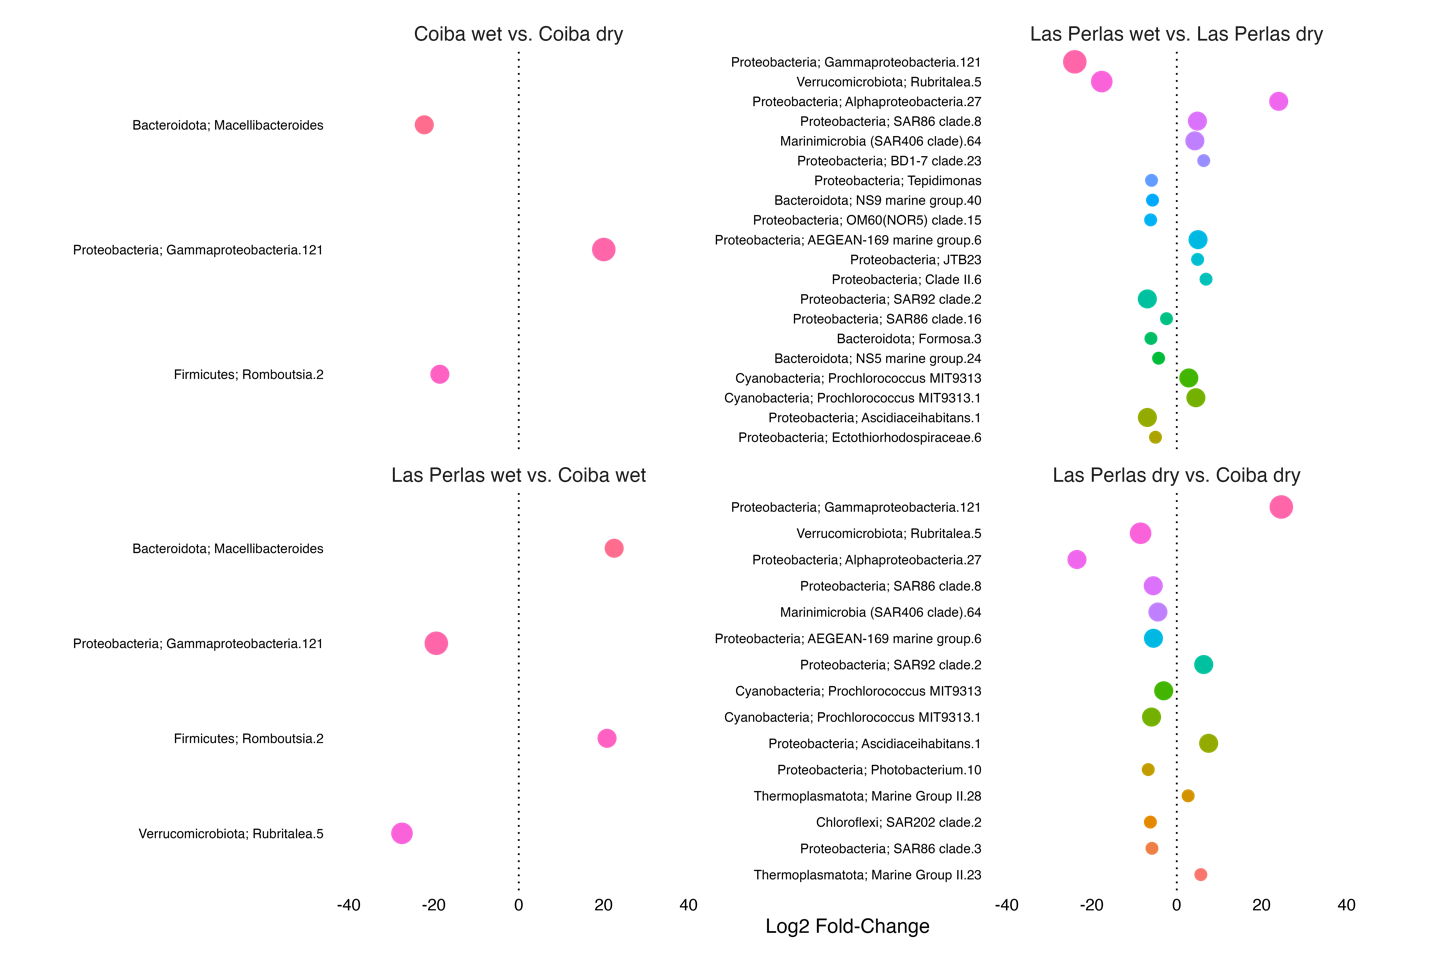 Coiba wet vs. Coiba dry
Bacteroidota; Macellibacteroides
Proteobacteria; Gammaproteobacteria.121
Firmicutes; Romboutsia.2
Las Perlas wet vs. Las Perlas dry
Proteobacteria; Gammaproteobacteria.121
Verrucomicrobiota; Rubritalea.5
Proteobacteria; Alphaproteobacteria.27
Proteobacteria; SAR86 clade.8
Marinimicrobia (SAR406 clade).64
Proteobacteria; BD1-7 clade.23
Proteobacteria; Tepidimonas
Bacteroidota; NS9 marine group.40
Proteobacteria; OM60(NOR5) clade.15
Proteobacteria; AEGEAN-169 marine group.6
Proteobacteria; JTB23
Proteobacteria; Clade II.6
Proteobacteria; SAR92 clade.2
Proteobacteria; SAR86 clade.16
Bacteroidota; Formosa.3
Bacteroidota; NS5 marine group.24
Cyanobacteria; Prochlorococcus MIT9313
Cyanobacteria; Prochlorococcus MIT9313.1
Proteobacteria; Ascidiaceihabitans.1
Proteobacteria; Ectothiorhodospiraceae.6
Las Perlas wet vs. Coiba wet
Bacteroidota; Macellibacteroides
Proteobacteria; Gammaproteobacteria.121
Firmicutes; Romboutsia.2
Verrucomicrobiota; Rubritalea.5
-40 -20 0 20 40
Las Perlas dry vs. Coiba dry
Proteobacteria; Gammaproteobacteria.121
Verrucomicrobiota; Rubritalea.5
Proteobacteria; Alphaproteobacteria.27
Proteobacteria; SAR86 clade.8
Marinimicrobia (SAR406 clade).64
Proteobacteria; AEGEAN-169 marine group.6
Proteobacteria; SAR92 clade.2
Cyanobacteria; Prochlorococcus MIT9313
Cyanobacteria; Prochlorococcus MIT9313.1
Proteobacteria; Ascidiaceihabitans.1
Proteobacteria; Photobacterium.10
Thermoplasmatota; Marine Group II.28
Chloroflexi; SAR202 clade.2
Proteobacteria; SAR86 clade.3
Thermoplasmatota; Marine Group II.23
-40 -20 0 20 40
Log2 Fold-Change